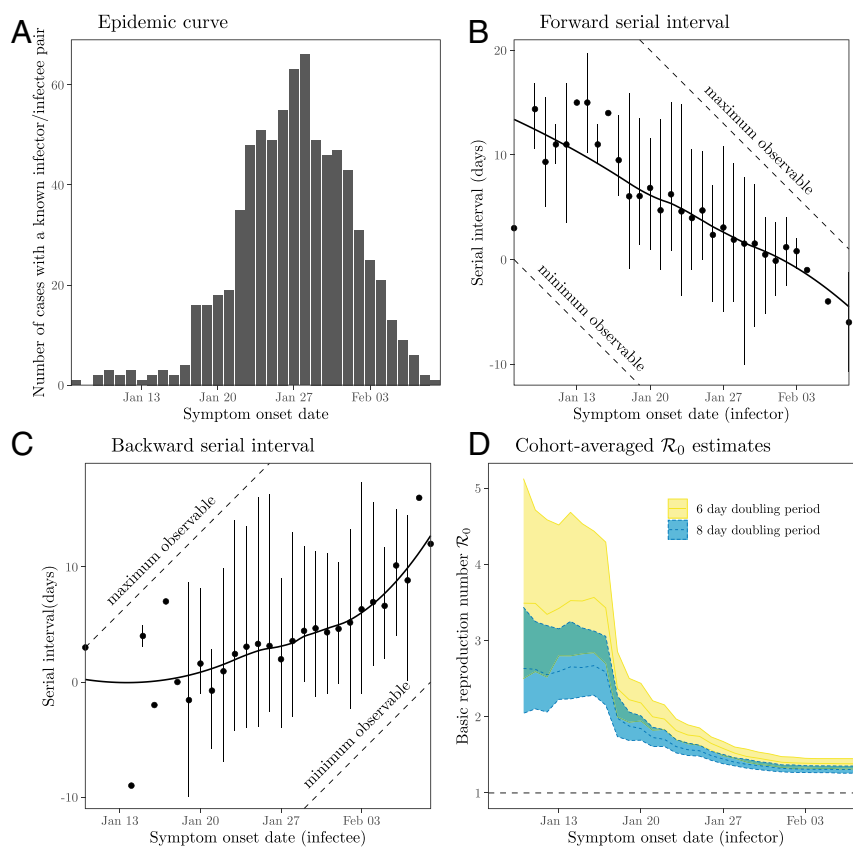 A
Epidemic curve
Number of cases with a known infector/infectee pair
60
40
20
0
Jan 13
Jan 20
Jan 27
Feb 03
Symptom onset date
B
Forward serial interval
Serial interval (days)
20
10
0
-10
maximum observable
minimum observable
Jan 13
Jan 20
Jan 27
Feb 03
Symptom onset date (infector)
C
Backward serial interval
Serial interval(days)
10
0
-10
maximum observable
minimum observable
Jan 13
Jan 20
Jan 27
Feb 03
Symptom onset date (infectee)
D
Cohort-averaged ℛ₀ estimates
Basic reproduction number ℛ₀
5
4
3
2
1
6 day doubling period
8 day doubling period
Jan 13
Jan 20
Jan 27
Feb 03
Symptom onset date (infector)